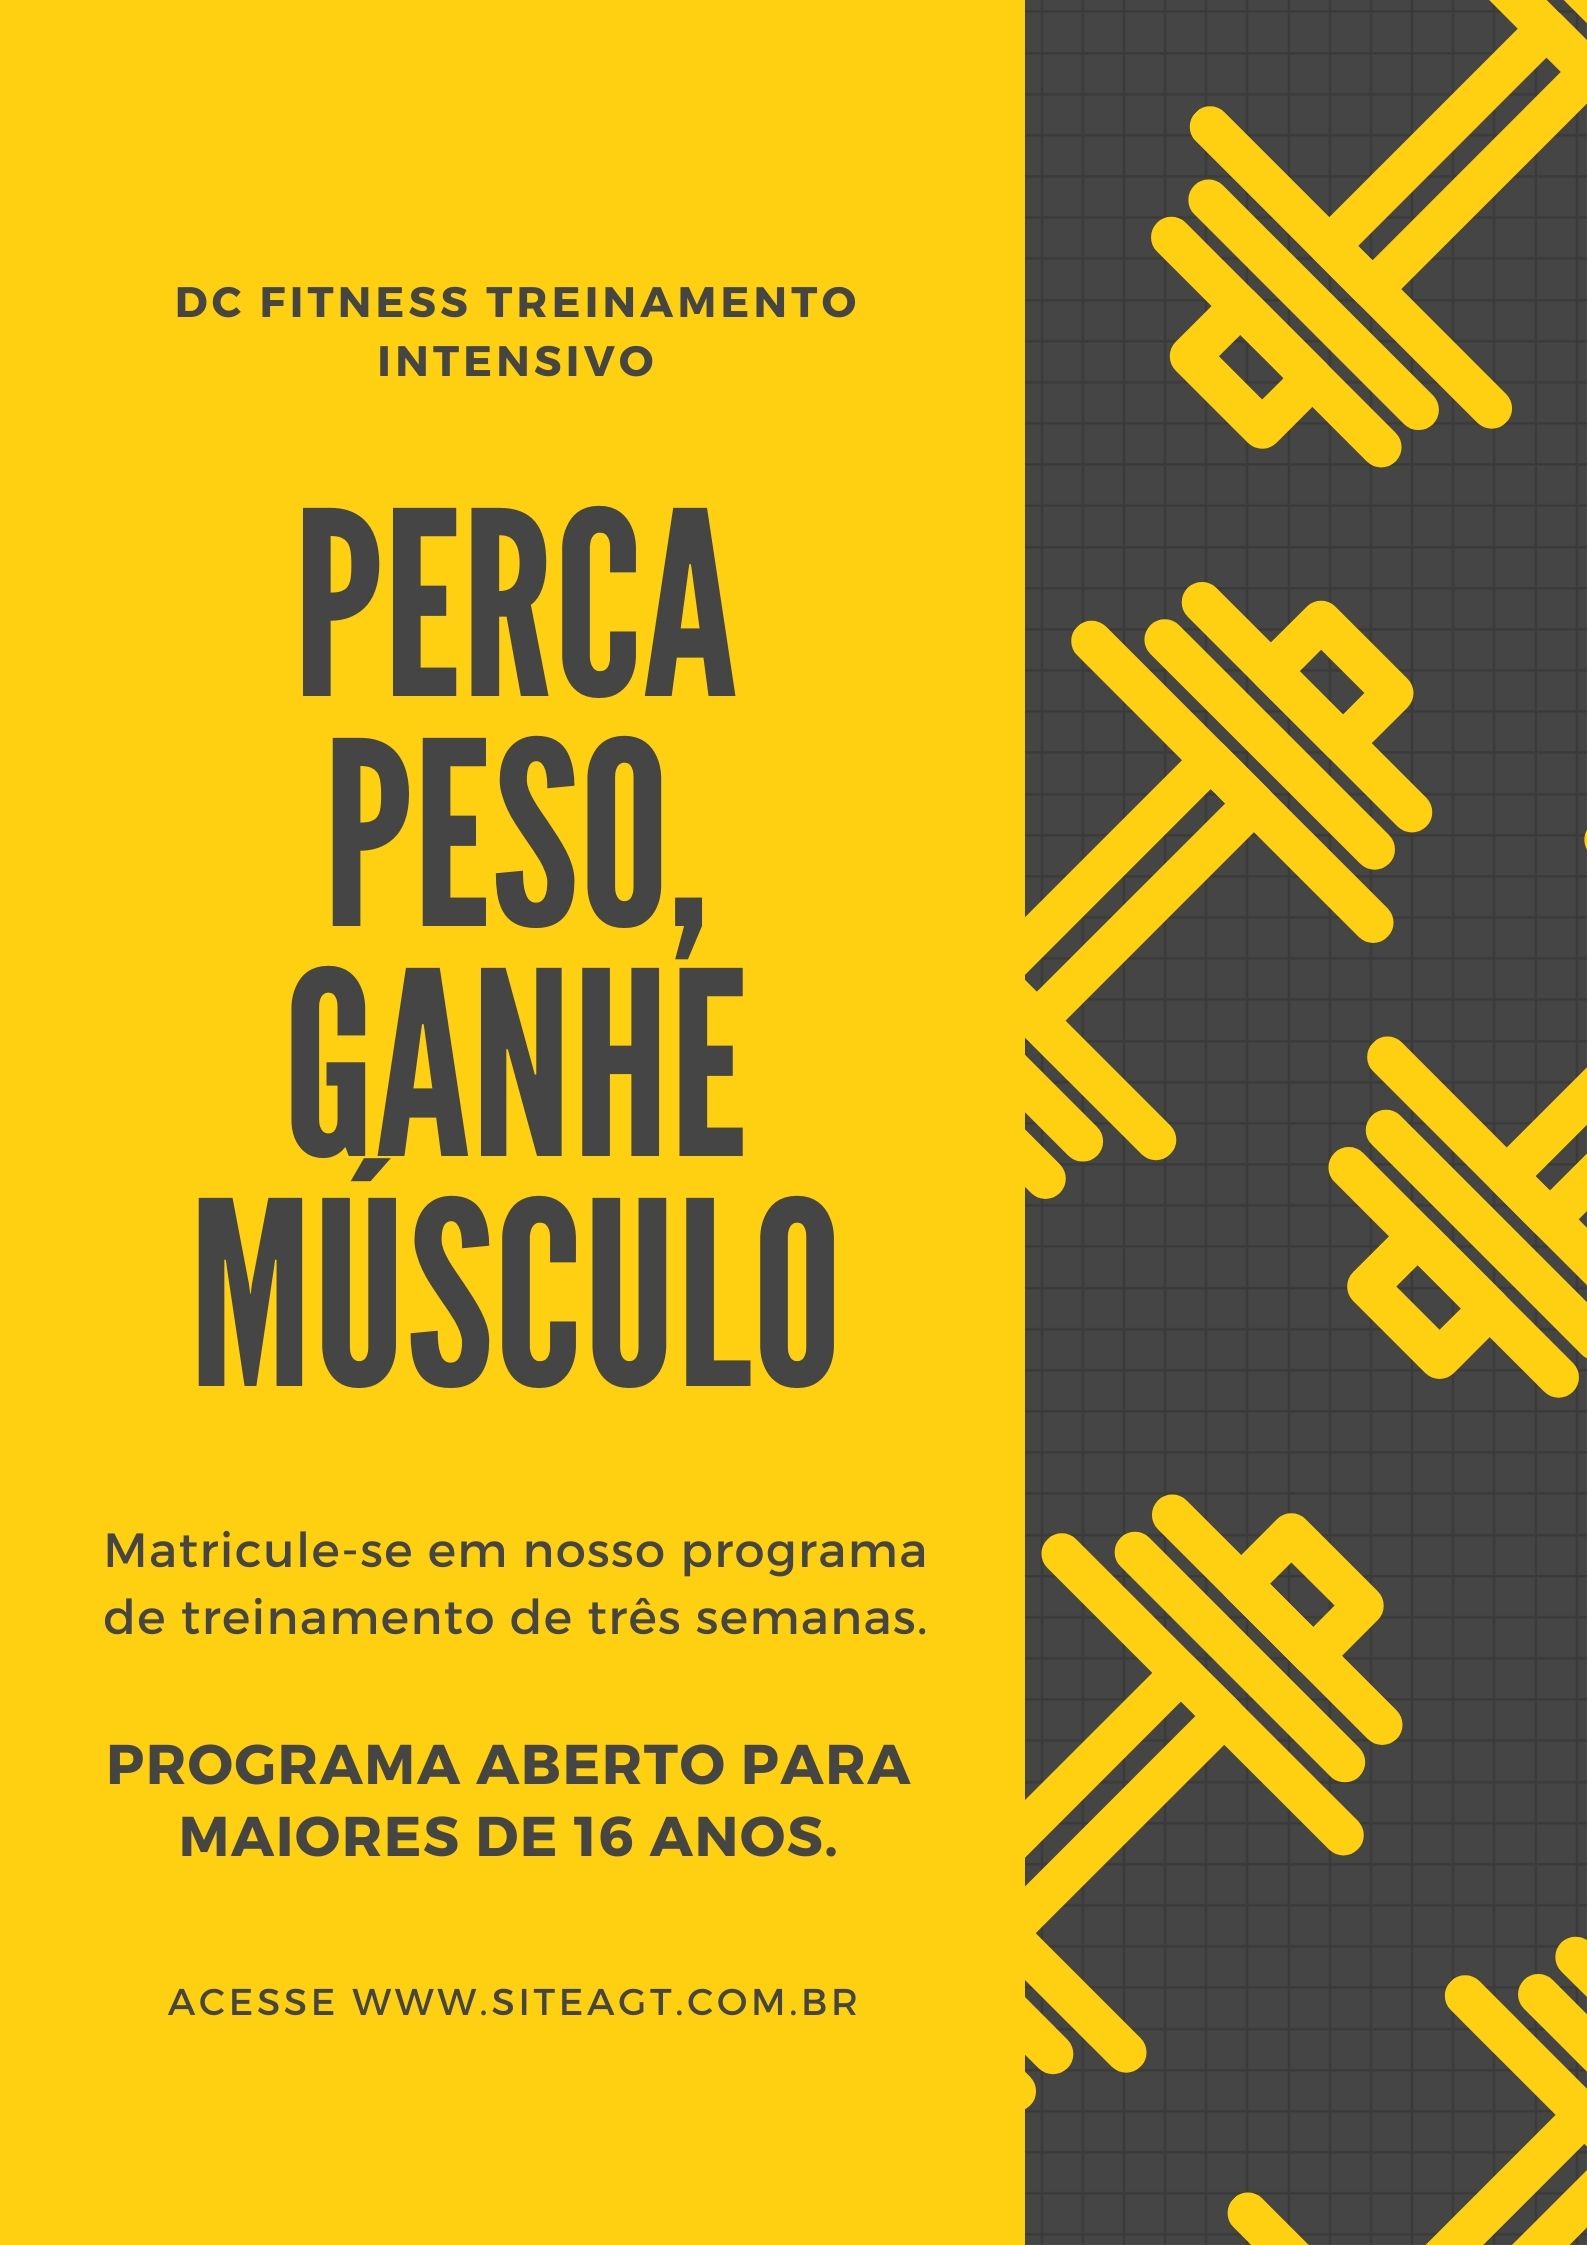 DC FITNESS TREINAMENTO
INTENSIVO
PERCA
PESO,
GANHE
MÚSCULO
Matricule-se em nosso programa
de treinamento de três semanas.
PROGRAMA ABERTO PARA
MAIORES DE 16 ANOS.
ACESSE WWW.SITEAGT.COM.BR